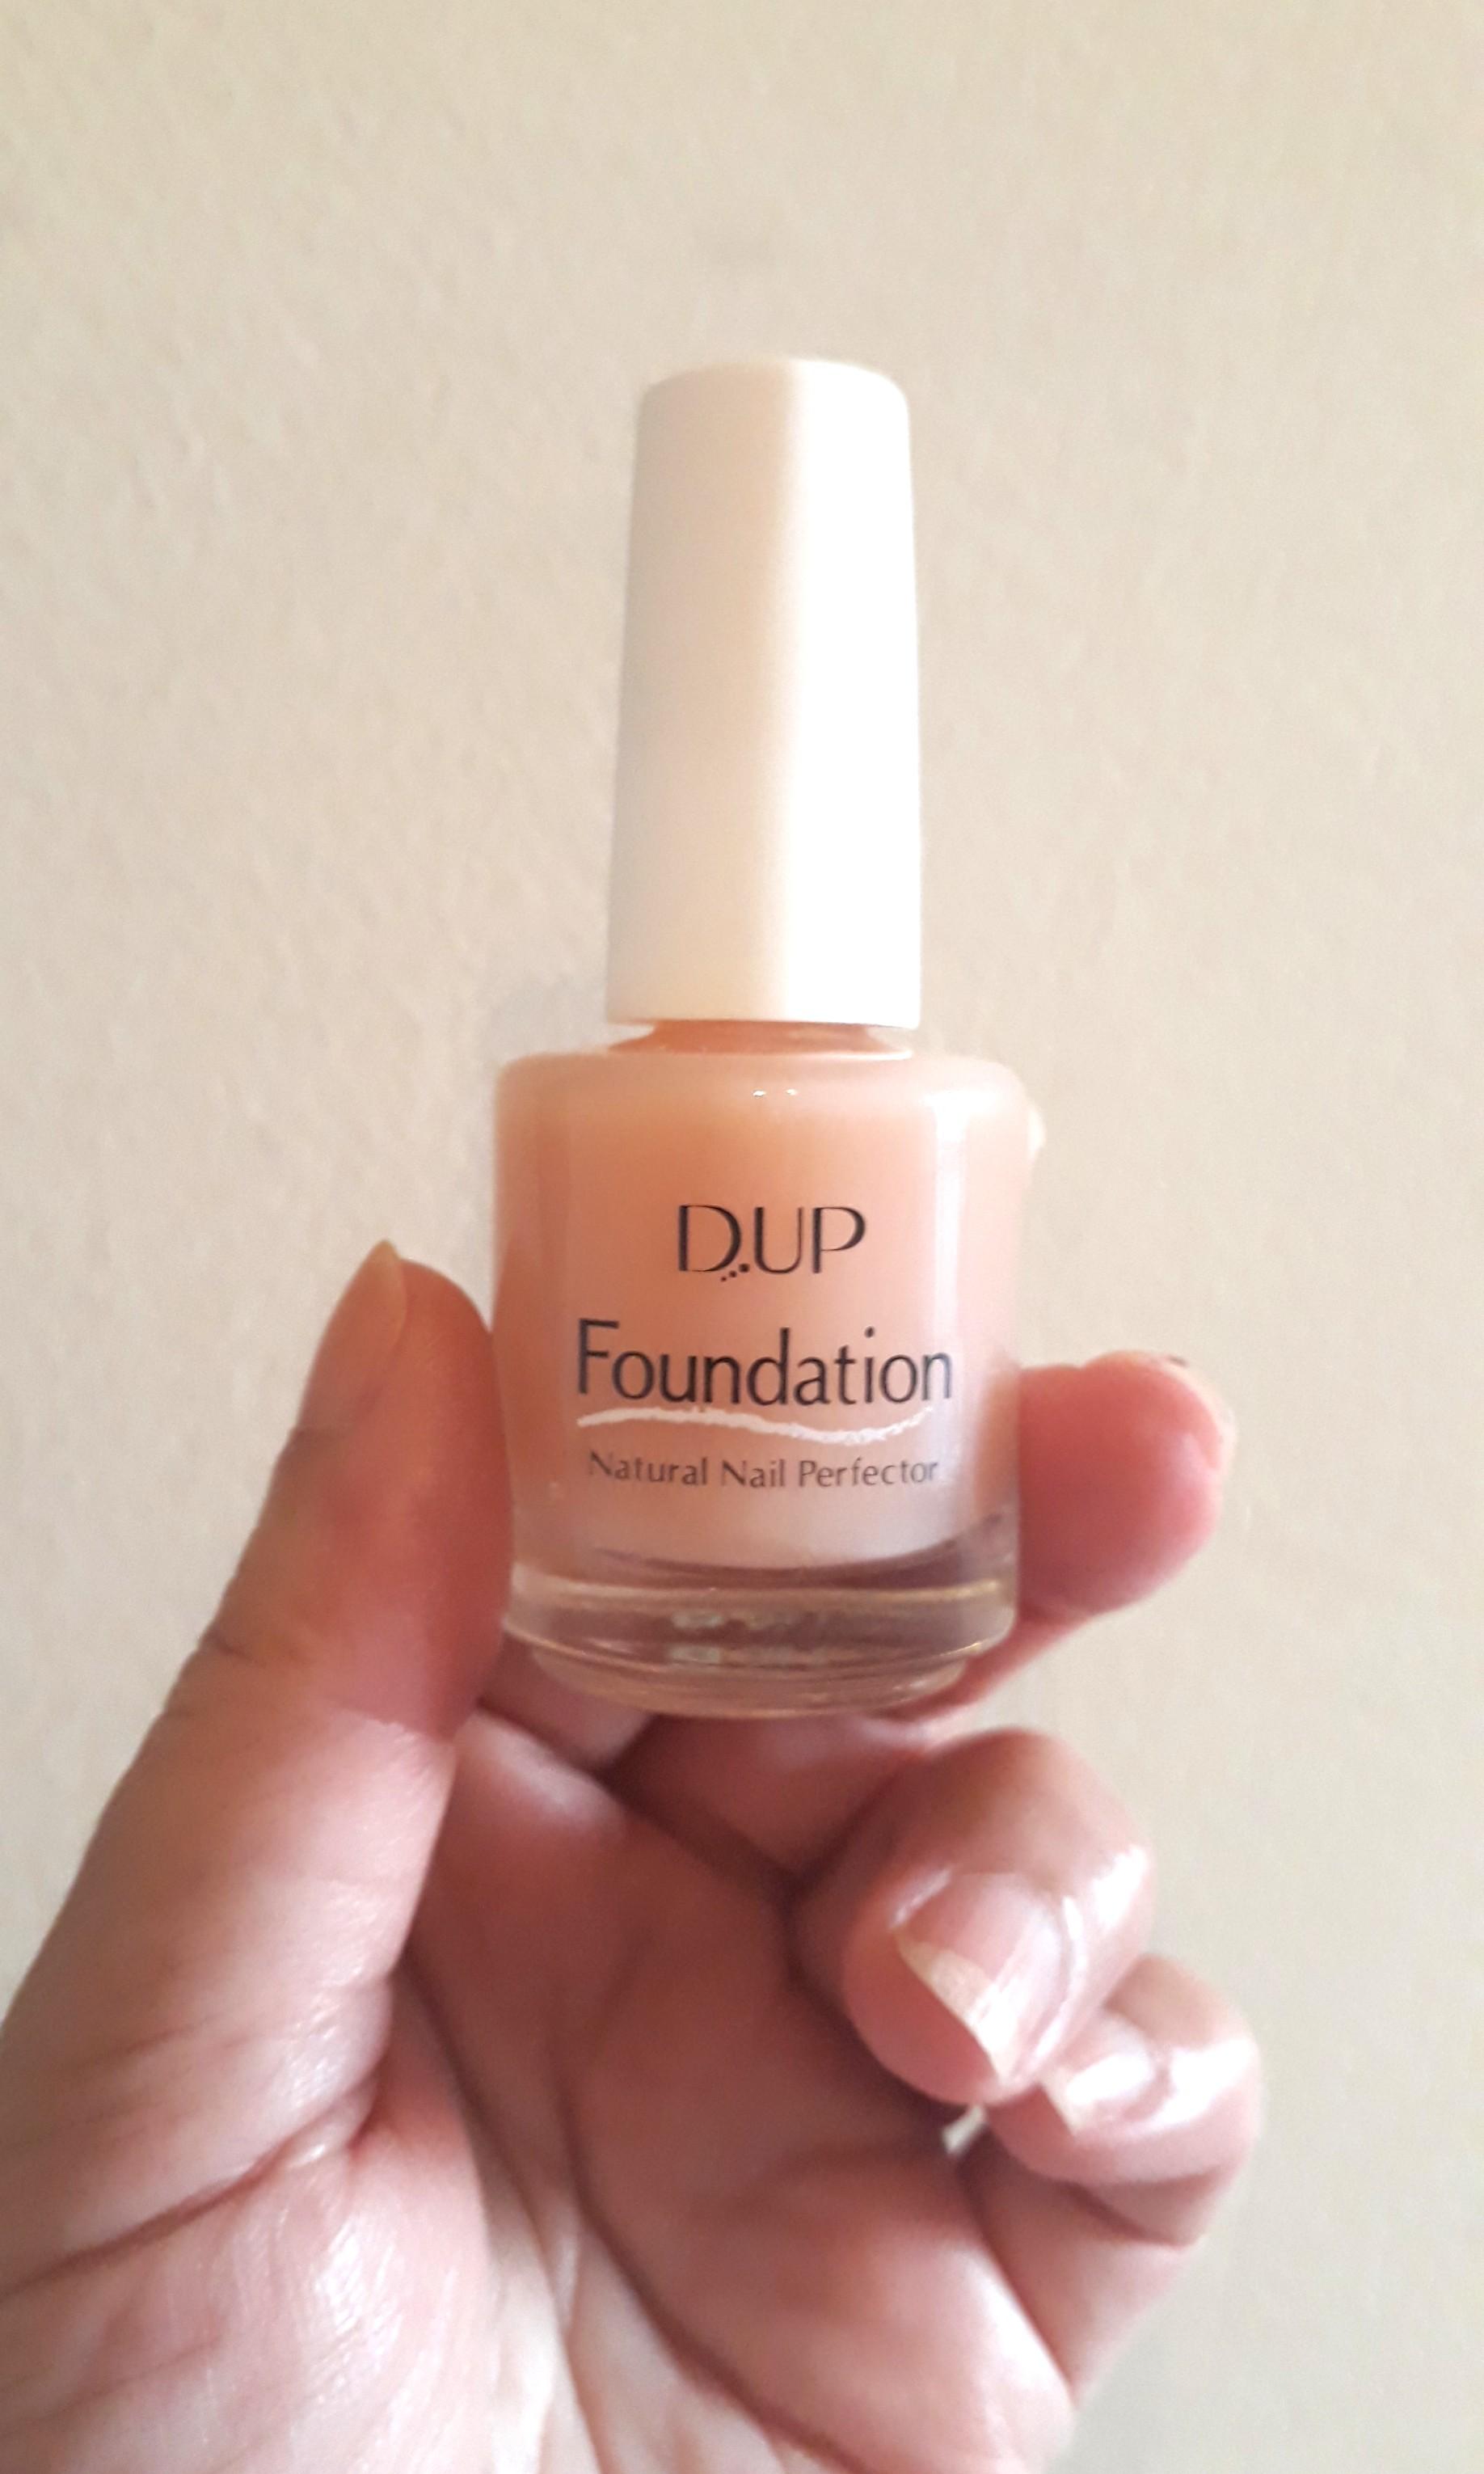 D.UP
Foundation
Natural Nail Perfector